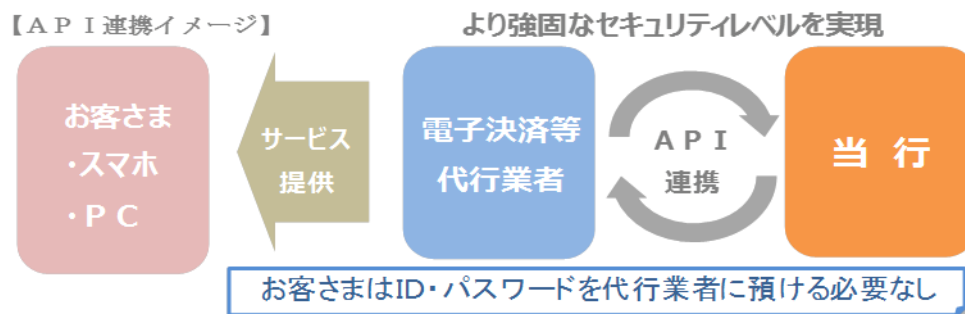 【ＡＰＩ連携イメージ】
より強固なセキュリティレベルを実現
お客さま
・スマホ
・ＰＣ
サービス
提供
電子決済等
代行業者
ＡＰＩ
連携
当 行
お客さまはID・パスワードを代行業者に預ける必要なし